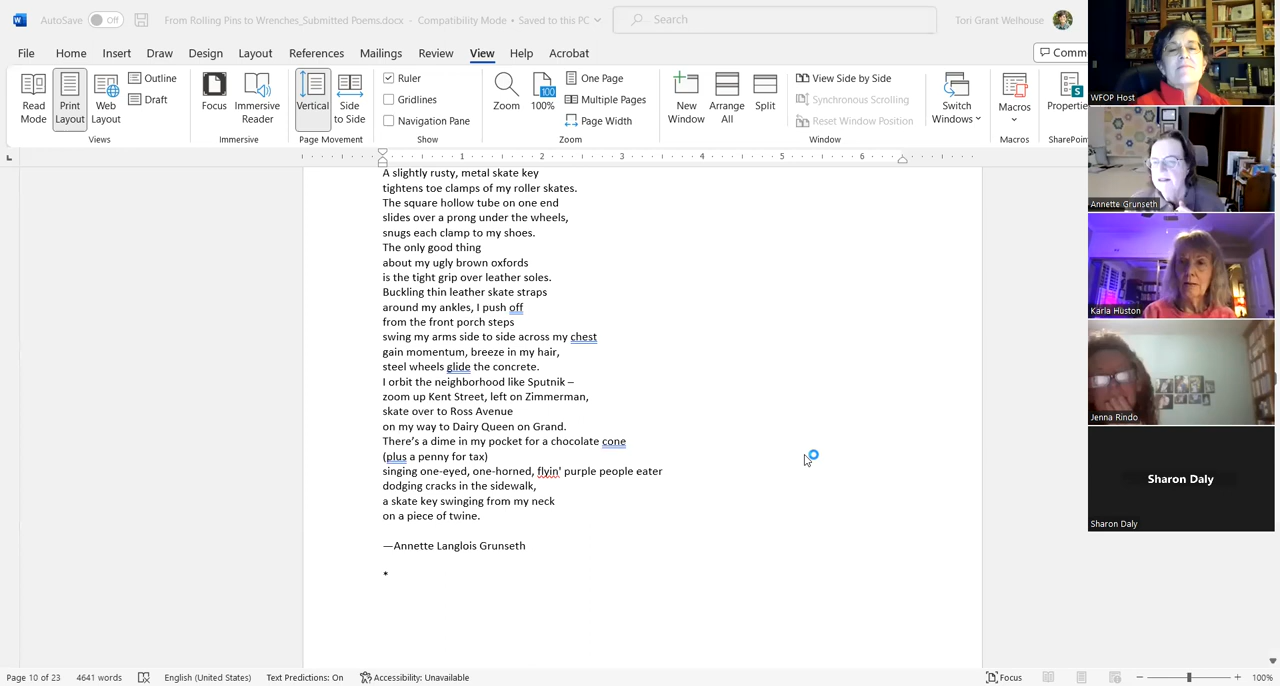 AutoSave Off From Rolling Pins to Wrenches_Submitted Poems.docx - Compatibility Mode • Saved to this PC Search Tori Grant Welhouse
File Home Insert Draw Design Layout References Mailings Review View Help Acrobat Comm
Read Mode Print Layout Web Layout Outline Draft
Views
Focus Immersive Reader
Immersive
Vertical Side to Side
Page Movement
Ruler Gridlines Navigation Pane
Show
Zoom 100% One Page Multiple Pages Page Width
Zoom
New Window Arrange All Split View Side by Side Synchronous Scrolling Reset Window Position Switch Windows
Window
Macros
Macros
Properties
SharePoi
1 2 3 4 5 6
A slightly rusty, metal skate key
tightens toe clamps of my roller skates.
The square hollow tube on one end
slides over a prong under the wheels,
snugs each clamp to my shoes.
The only good thing
about my ugly brown oxfords
is the tight grip over leather soles.
Buckling thin leather skate straps
around my ankles, I push off
from the front porch steps
swing my arms side to side across my chest
gain momentum, breeze in my hair,
steel wheels glide the concrete.
I orbit the neighborhood like Sputnik –
zoom up Kent Street, left on Zimmerman,
skate over to Ross Avenue
on my way to Dairy Queen on Grand.
There's a dime in my pocket for a chocolate cone
(plus a penny for tax)
singing one-eyed, one-horned, flyin' purple people eater
dodging cracks in the sidewalk,
a skate key swinging from my neck
on a piece of twine.
—Annette Langlois Grunseth
*
WFOP Host
Annette Grunseth
Karla Huston
Jenna Rindo
Sharon Daly
Sharon Daly
Page 10 of 23 4641 words English (United States) Text Predictions: On Accessibility: Unavailable Focus 100%